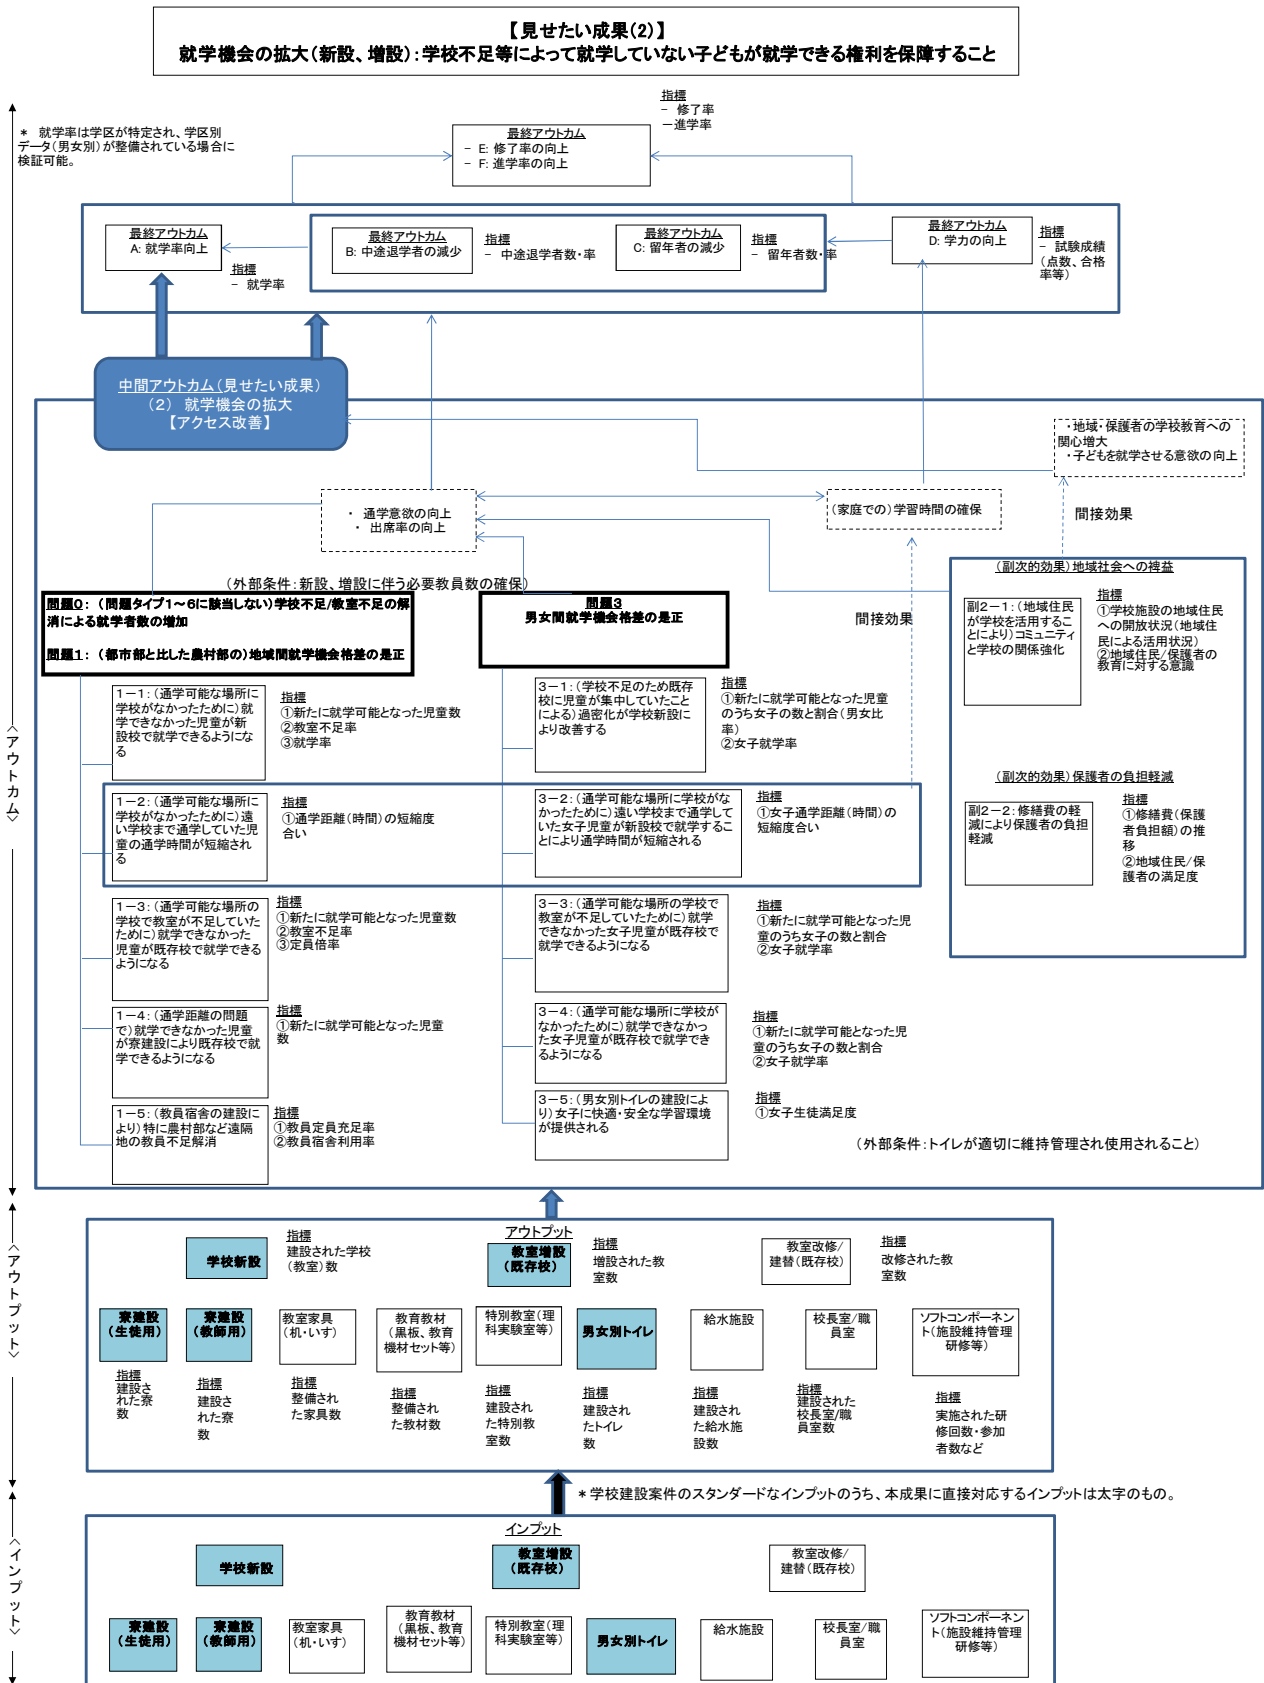 【見せたい成果(2)】
就学機会の拡大(新設、増設):学校不足等によって就学していない子どもが就学できる権利を保障すること
指標
－ 修了率
－進学率
＊ 就学率は学区が特定され、学区別
データ(男女別)が整備されている場合に
検証可能。
最終アウトカム
－ E: 修了率の向上
－ F: 進学率の向上
最終アウトカム
A: 就学率向上
指標
－ 就学率
最終アウトカム
B: 中途退学者の減少
指標
－ 中途退学者数・率
最終アウトカム
C: 留年者の減少
指標
－ 留年者数・率
最終アウトカム
D: 学力の向上
指標
－ 試験成績
(点数、合格
率等)
中間アウトカム(見せたい成果)
(2) 就学機会の拡大
【アクセス改善】
・地域・保護者の学校教育への
関心増大
・子どもを就学させる意欲の向上
・ 通学意欲の向上
・ 出席率の向上
(家庭での)学習時間の確保
間接効果
(外部条件:新設、増設に伴う必要教員数の確保)
問題0: (問題タイプ1～6に該当しない)学校不足/教室不足の解
消による就学者数の増加
問題1: (都市部と比した農村部の)地域間就学機会格差の是正
問題3
男女間就学機会格差の是正
間接効果
(副次的効果)地域社会への裨益
副2－1:(地域住民
が学校を活用するこ
とにより)コミュニティ
と学校の関係強化
指標
①学校施設の地域住民
への開放状況(地域住
民による活用状況)
②地域住民/保護者の
教育に対する意識
(副次的効果)保護者の負担軽減
副2－2:修繕費の軽
減により保護者の負担
軽減
指標
①修繕費(保護
者負担額)の推
移
②地域住民/保
護者の満足度
1－1:(通学可能な場所に
学校がなかったために)就
学できなかった児童が新
設校で就学できるようにな
る
指標
①新たに就学可能となった児童数
②教室不足率
③就学率
3－1:(学校不足のため既存
校に児童が集中していたこと
による)過密化が学校新設に
より改善する
指標
①新たに就学可能となった児童
のうち女子の数と割合(男女比
率)
②女子就学率
1－2:(通学可能な場所に
学校がなかったために)遠
い学校まで通学していた児
童の通学時間が短縮され
る
指標
①通学距離(時間)の短縮度
合い
3－2:(通学可能な場所に学校がな
かったために)遠い学校まで通学し
ていた女子児童が新設校で就学するこ
とにより通学時間が短縮される
指標
①女子通学距離(時間)の
短縮度合い
1－3:(通学可能な場所の
学校で教室が不足していた
ために)就学できなかった
児童が既存校で就学できる
ようになる
指標
①新たに就学可能となった児童数
②教室不足率
③定員倍率
3－3:(通学可能な場所の学校で
教室が不足していたために)就学
できなかった女子児童が既存校で
就学できるようになる
指標
①新たに就学可能となった児
童のうち女子の数と割合
②女子就学率
1－4:(通学距離の問題
で)就学できなかった児童
が寮建設により既存校で就
学できるようになる
指標
①新たに就学可能となった児童
数
3－4:(通学可能な場所に学校が
なかったために)就学できなかっ
た女子児童が既存校で就学でき
るようになる
指標
①新たに就学可能となった児
童のうち女子の数と割合
②女子就学率
1－5:(教員宿舎の建設によ
り)特に農村部など遠隔
地の教員不足解消
指標
①教員定員充足率
②教員宿舎利用率
3－5:(男女別トイレの建設によ
り)女子に快適・安全な学習環境
が提供される
指標
①女子生徒満足度
(外部条件:トイレが適切に維持管理され使用されること)
〈アウトカム〉
〈アウトプット〉
アウトプット
学校新設
指標
建設された学校
(教室)数
教室増設
(既存校)
指標
増設された教
室数
教室改修/
建替(既存校)
指標
改修された教
室数
寮建設
(生徒用)
寮建設
(教師用)
教室家具
(机・いす)
教育教材
(黒板、教育
機材セット等)
特別教室(理
科実験室等)
男女別トイレ
給水施設
校長室/職
員室
ソフトコンポーネン
ト(施設維持管理
研修等)
指標
建設さ
れた寮
数
指標
建設さ
れた寮
数
指標
整備され
た家具数
指標
整備され
た教材数
指標
建設され
た特別教
室数
指標
建設され
たトイレ
数
指標
建設され
た給水施
設数
指標
建設された
校長室/職
員室数
指標
実施された研
修回数・参加
者数など
＊学校建設案件のスタンダードなインプットのうち、本成果に直接対応するインプットは太字のもの。
〈インプット〉
インプット
学校新設
教室増設
(既存校)
教室改修/
建替(既存校)
寮建設
(生徒用)
寮建設
(教師用)
教室家具
(机・いす)
教育教材
(黒板、教育
機材セット等)
特別教室(理
科実験室等)
男女別トイレ
給水施設
校長室/職
員室
ソフトコンポーネン
ト(施設維持管理
研修等)